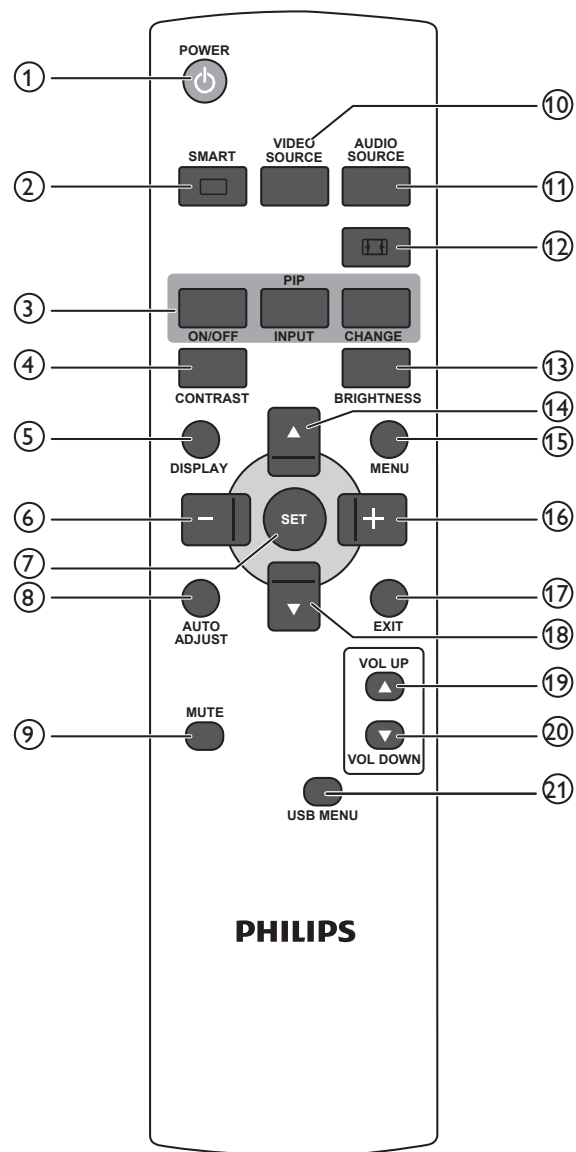 POWER
1
10
VIDEO
SOURCE
AUDIO
SOURCE
SMART
2
11
12
PIP
3
ON/OFF
INPUT
CHANGE
4
13
CONTRAST
BRIGHTNESS
14
5
15
DISPLAY
MENU
6
-
SET
+
16
7
8
17
AUTO
ADJUST
EXIT
18
VOL UP
19
MUTE
9
20
VOL DOWN
21
USB MENU
PHILIPS